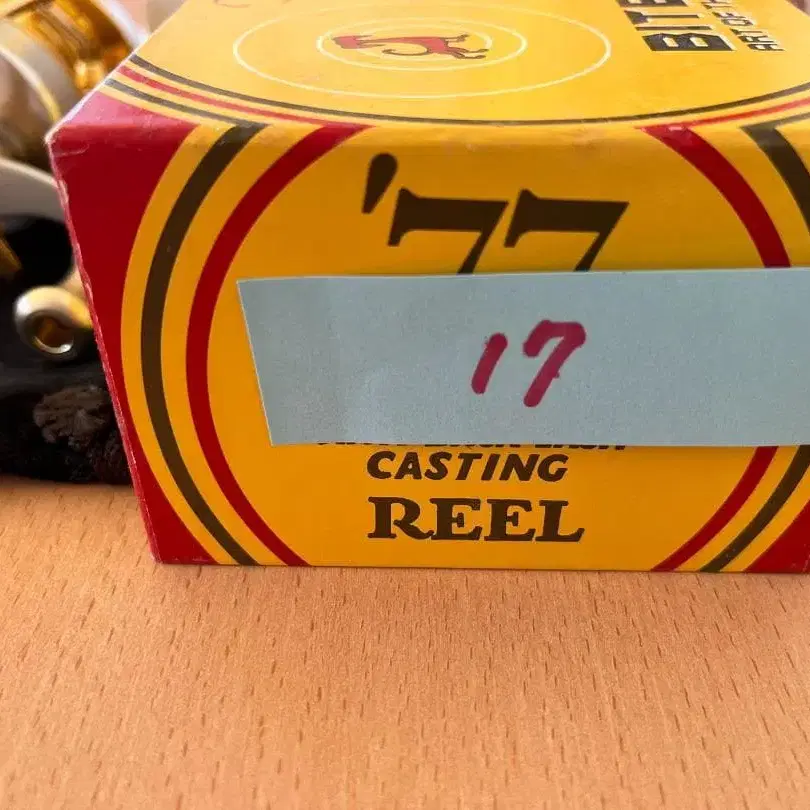 BITE
'77
17
CASTING
REEL